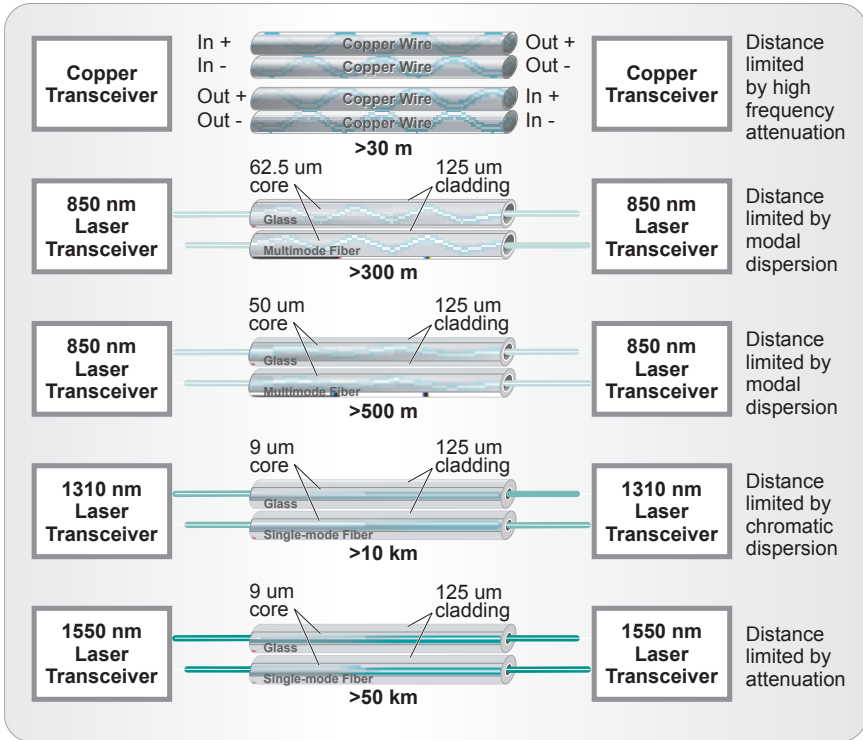 Copper
Transceiver
In +
In -
Out +
Out -
Copper Wire
Copper Wire
Copper Wire
Copper Wire
Out +
Out -
In +
In -
>30 m
Copper
Transceiver
Distance
limited
by high
frequency
attenuation
850 nm
Laser
Transceiver
62.5 um
core
125 um
cladding
Glass
Multimode Fiber
>300 m
850 nm
Laser
Transceiver
Distance
limited by
modal
dispersion
850 nm
Laser
Transceiver
50 um
core
125 um
cladding
Glass
Multimode Fiber
>500 m
850 nm
Laser
Transceiver
Distance
limited by
modal
dispersion
1310 nm
Laser
Transceiver
9 um
core
125 um
cladding
Glass
Single-mode Fiber
>10 km
1310 nm
Laser
Transceiver
Distance
limited by
chromatic
dispersion
1550 nm
Laser
Transceiver
9 um
core
125 um
cladding
Glass
Single-mode Fiber
>50 km
1550 nm
Laser
Transceiver
Distance
limited by
attenuation